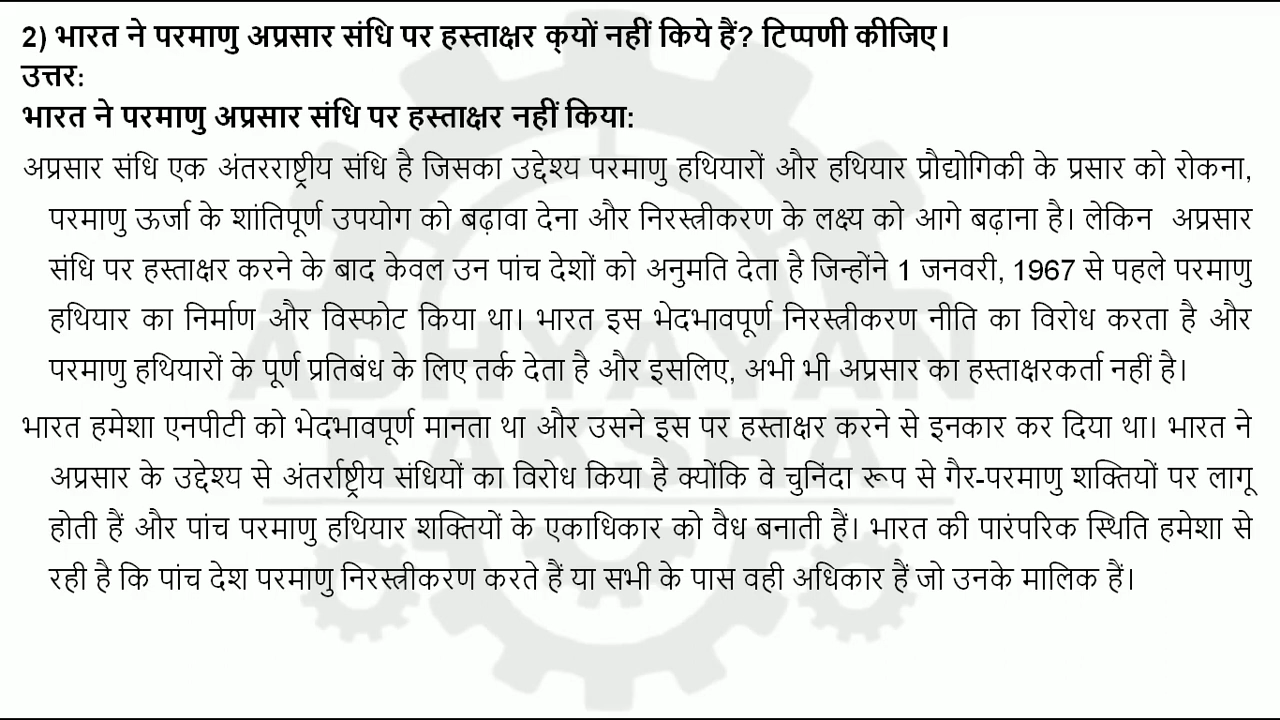 2) भारत ने परमाणु अप्रसार संधि पर हस्ताक्षर क्यों नहीं किये हैं? टिप्पणी कीजिए।
उत्तर:
भारत ने परमाणु अप्रसार संधि पर हस्ताक्षर नहीं किया:
अप्रसार संधि एक अंतरराष्ट्रीय संधि है जिसका उद्देश्य परमाणु हथियारों और हथियार प्रौद्योगिकी के प्रसार को रोकना,
परमाणु ऊर्जा के शांतिपूर्ण उपयोग को बढ़ावा देना और निरस्त्रीकरण के लक्ष्य को आगे बढ़ाना है। लेकिन अप्रसार
संधि पर हस्ताक्षर करने के बाद केवल उन पांच देशों को अनुमति देता है जिन्होंने 1 जनवरी, 1967 से पहले परमाणु
हथियार का निर्माण और विस्फोट किया था। भारत इस भेदभावपूर्ण निरस्त्रीकरण नीति का विरोध करता है और
परमाणु हथियारों के पूर्ण प्रतिबंध के लिए तर्क देता है और इसलिए, अभी भी अप्रसार का हस्ताक्षरकर्ता नहीं है।
भारत हमेशा एनपीटी को भेदभावपूर्ण मानता था और उसने इस पर हस्ताक्षर करने से इनकार कर दिया था। भारत ने
अप्रसार के उद्देश्य से अंतर्राष्ट्रीय संधियों का विरोध किया है क्योंकि वे चुनिंदा रूप से गैर-परमाणु शक्तियों पर लागू
होती हैं और पांच परमाणु हथियार शक्तियों के एकाधिकार को वैध बनाती हैं। भारत की पारंपरिक स्थिति हमेशा से
रही है कि पांच देश परमाणु निरस्त्रीकरण करते हैं या सभी के पास वही अधिकार हैं जो उनके मालिक हैं।
ADHYAYAN
RAKSHA